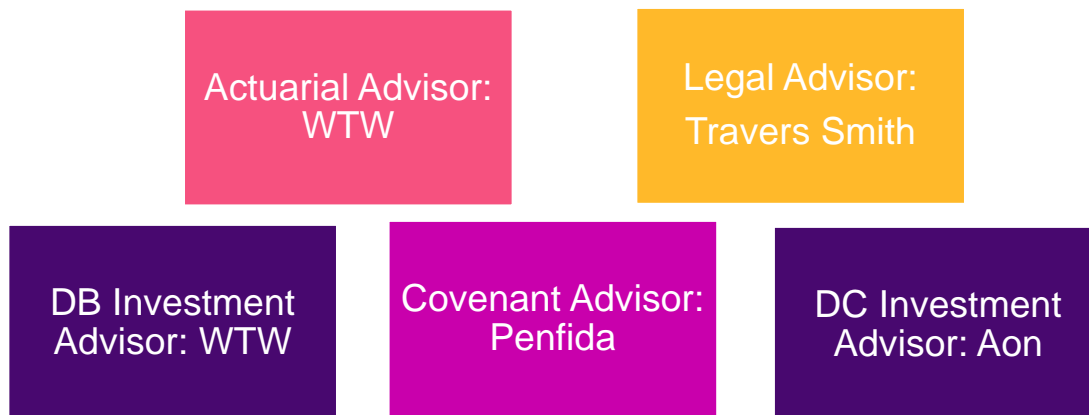 Actuarial Advisor:
WTW
Legal Advisor:
Travers Smith
DB Investment
Advisor: WTW
Covenant Advisor:
Penfida
DC Investment
Advisor: Aon